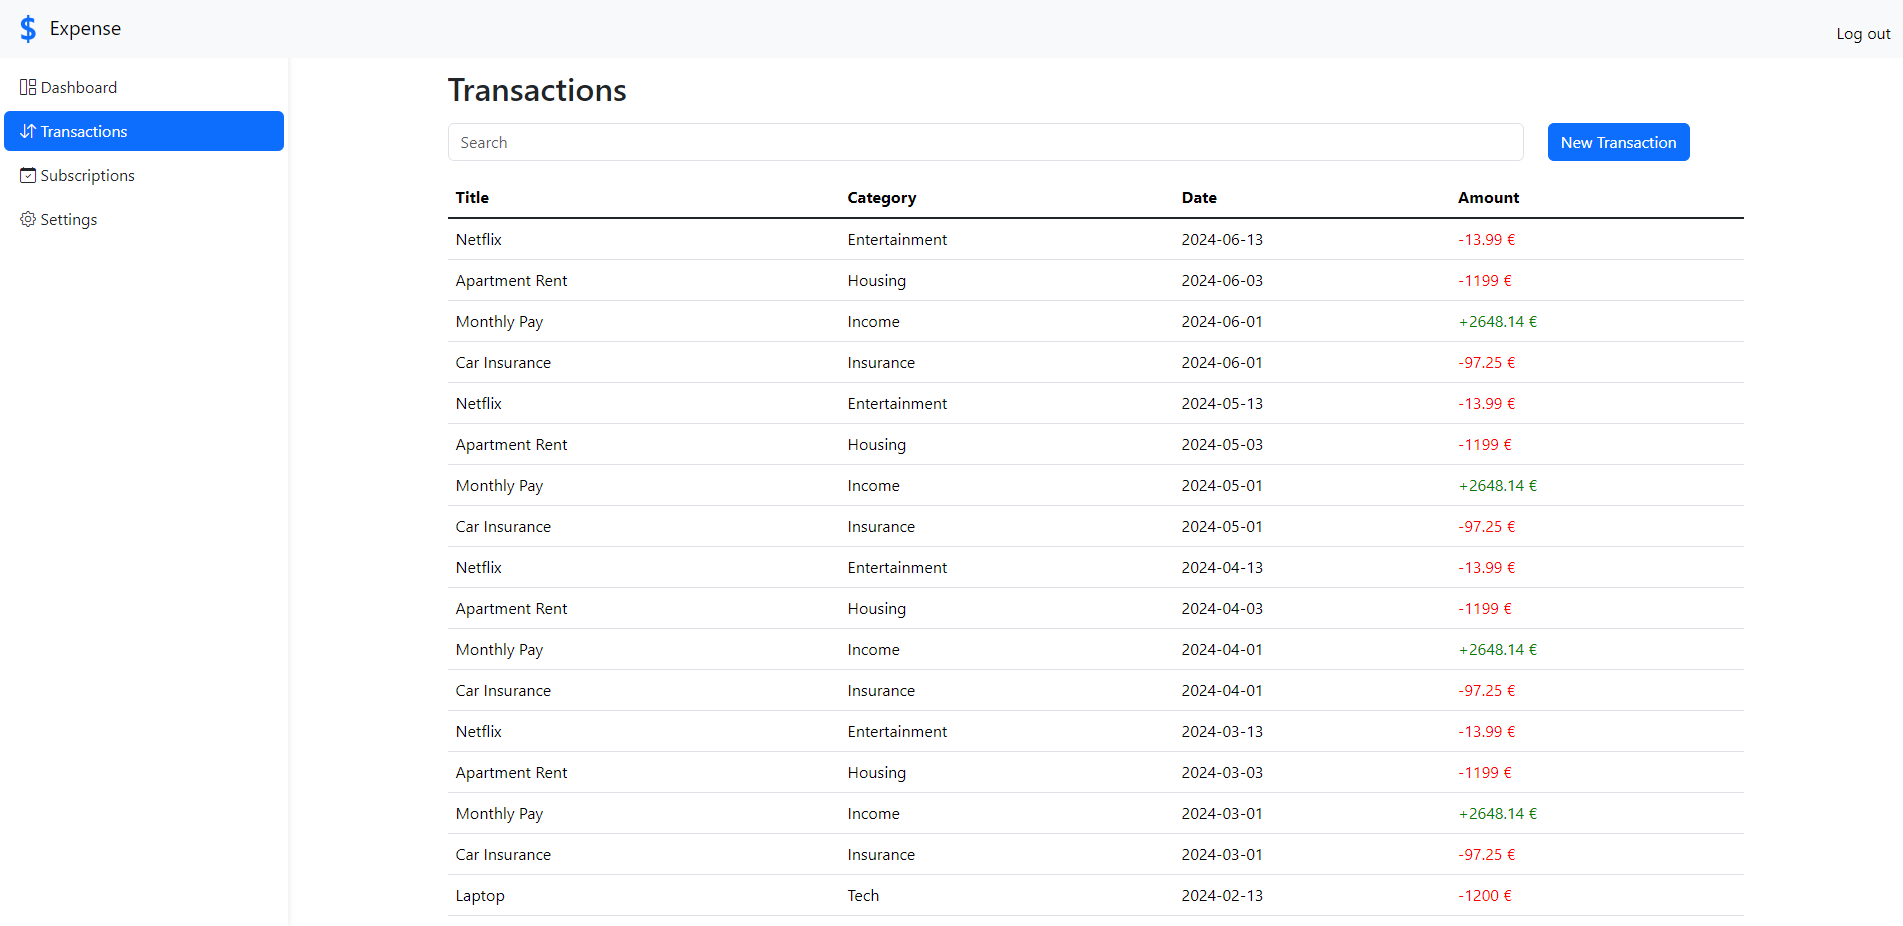 $ Expense
Log out
Dashboard
Transactions
Subscriptions
Settings
Transactions
Search
New Transaction
Title Category Date Amount
Netflix Entertainment 2024-06-13 -13.99 €
Apartment Rent Housing 2024-06-03 -1199 €
Monthly Pay Income 2024-06-01 +2648.14 €
Car Insurance Insurance 2024-06-01 -97.25 €
Netflix Entertainment 2024-05-13 -13.99 €
Apartment Rent Housing 2024-05-03 -1199 €
Monthly Pay Income 2024-05-01 +2648.14 €
Car Insurance Insurance 2024-05-01 -97.25 €
Netflix Entertainment 2024-04-13 -13.99 €
Apartment Rent Housing 2024-04-03 -1199 €
Monthly Pay Income 2024-04-01 +2648.14 €
Car Insurance Insurance 2024-04-01 -97.25 €
Netflix Entertainment 2024-03-13 -13.99 €
Apartment Rent Housing 2024-03-03 -1199 €
Monthly Pay Income 2024-03-01 +2648.14 €
Car Insurance Insurance 2024-03-01 -97.25 €
Laptop Tech 2024-02-13 -1200 €